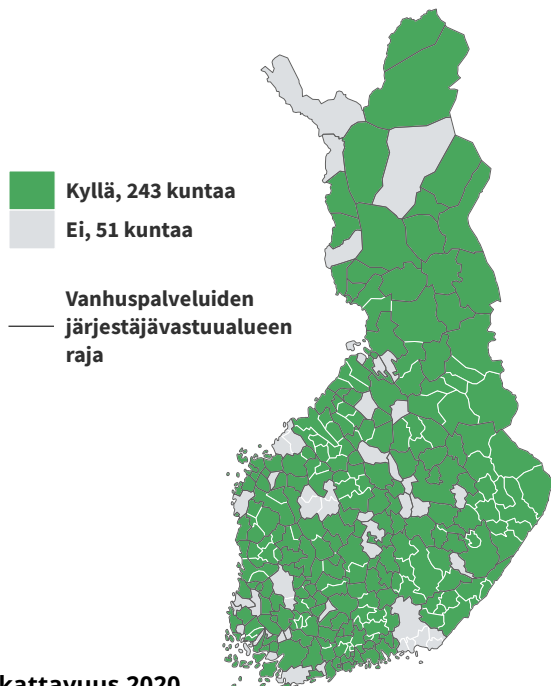 Kyllä, 243 kuntaa
Ei, 51 kuntaa
Vanhuspalveluiden
järjestäjävastuualueen
raja
kattavuus 2020